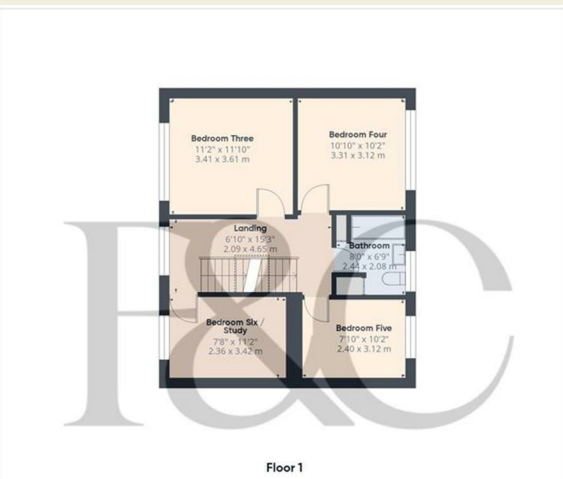 Bedroom Three
11'2" x 11'10"
3.41 x 3.61 m
Bedroom Four
10'10" x 10'2"
3.31 x 3.12 m
Landing
6'10" x 15'3"
2.09 x 4.65 m
Bathroom
8'0" x 6'9"
2.44 x 2.08 m
Bedroom Six /
Study
7'8" x 11'2"
2.36 x 3.42 m
Bedroom Five
7'10" x 10'2"
2.40 x 3.12 m
F&C
Floor 1